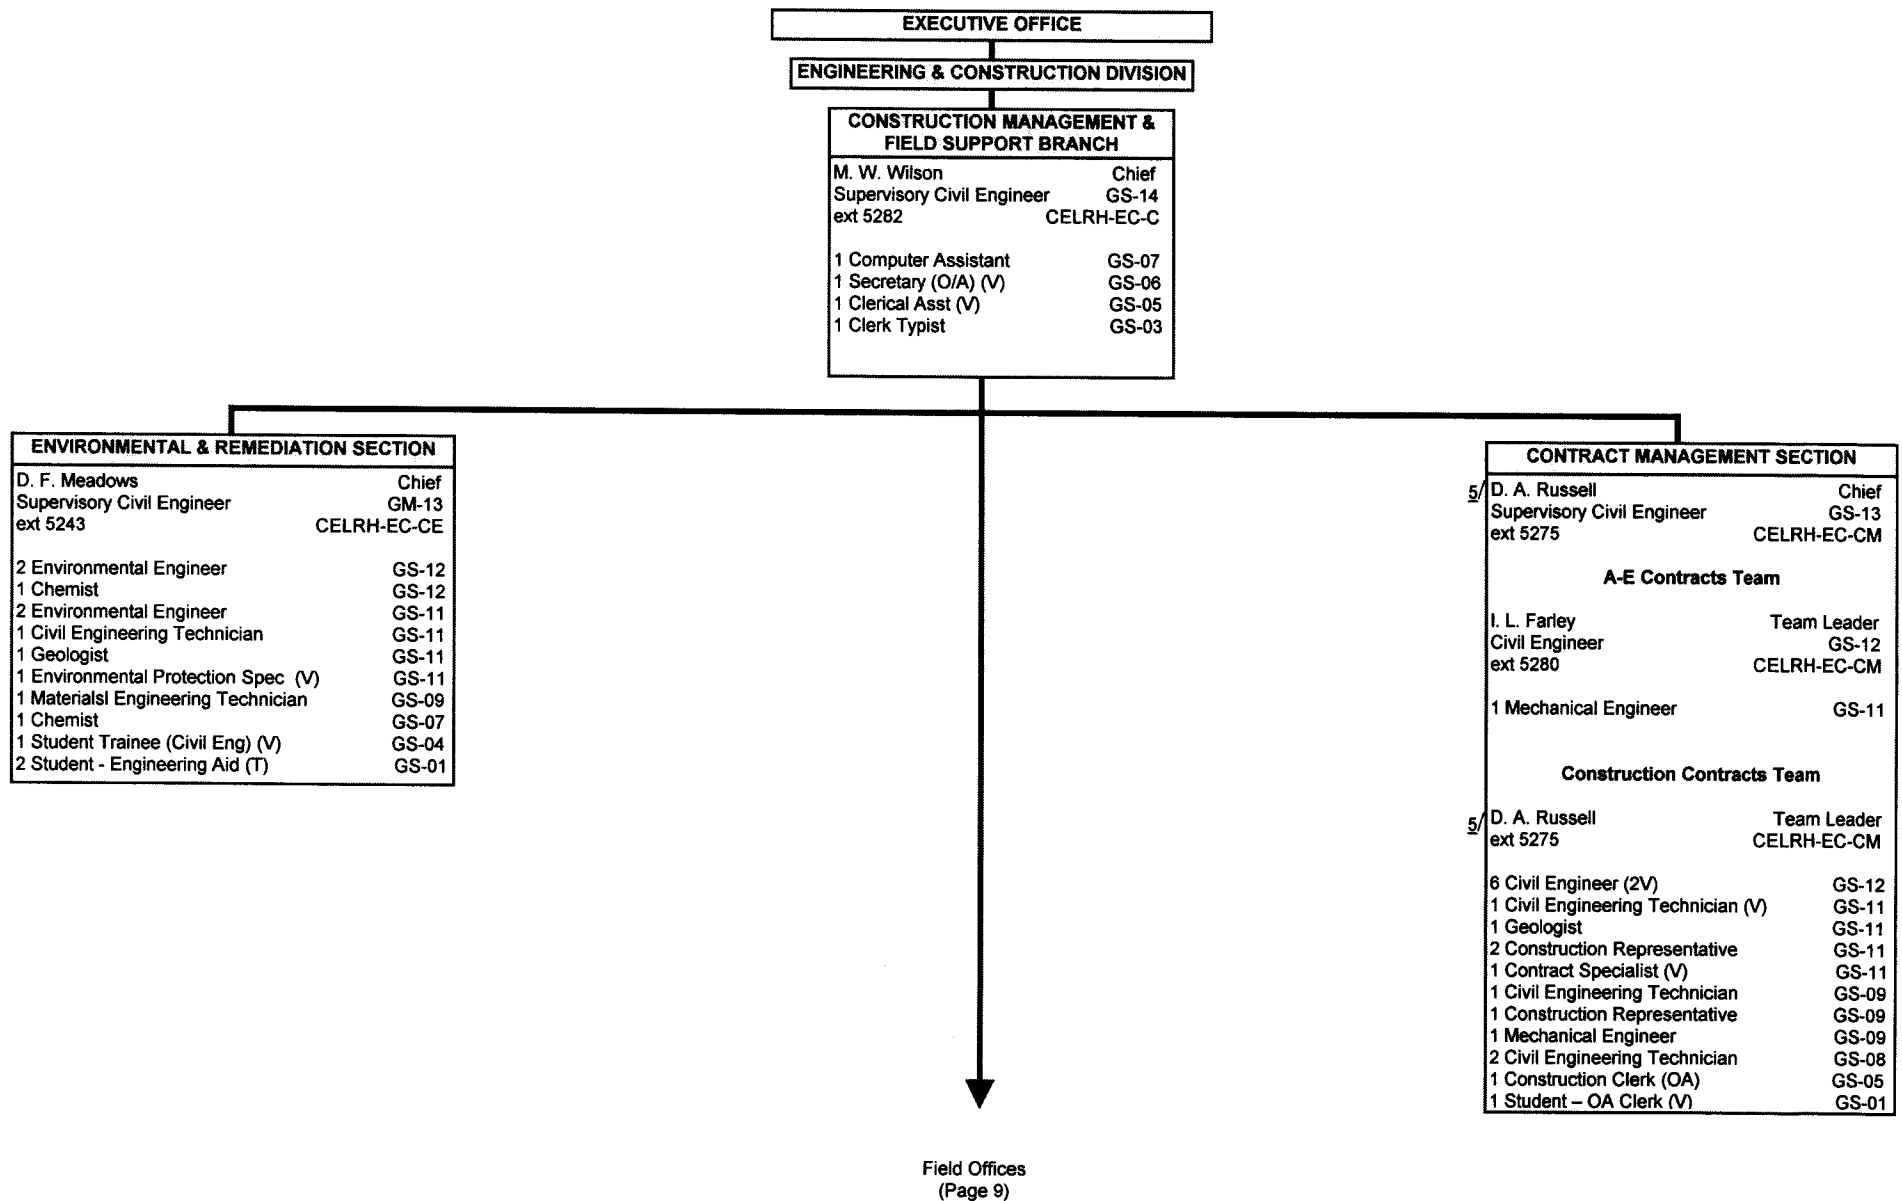 EXECUTIVE OFFICE
ENGINEERING & CONSTRUCTION DIVISION
CONSTRUCTION MANAGEMENT &
FIELD SUPPORT BRANCH
M. W. Wilson Chief
Supervisory Civil Engineer GS-14
ext 5282 CELRH-EC-C
1 Computer Assistant GS-07
1 Secretary (O/A) (V) GS-06
1 Clerical Asst (V) GS-05
1 Clerk Typist GS-03
ENVIRONMENTAL & REMEDIATION SECTION
D. F. Meadows Chief
Supervisory Civil Engineer GM-13
ext 5243 CELRH-EC-CE
2 Environmental Engineer GS-12
1 Chemist GS-12
2 Environmental Engineer GS-11
1 Civil Engineering Technician GS-11
1 Geologist GS-11
1 Environmental Protection Spec (V) GS-11
1 Materialsl Engineering Technician GS-09
1 Chemist GS-07
1 Student Trainee (Civil Eng) (V) GS-04
2 Student - Engineering Aid (T) GS-01
CONTRACT MANAGEMENT SECTION
5/ D. A. Russell Chief
Supervisory Civil Engineer GS-13
ext 5275 CELRH-EC-CM
A-E Contracts Team
I. L. Farley Team Leader
Civil Engineer GS-12
ext 5280 CELRH-EC-CM
1 Mechanical Engineer GS-11
Construction Contracts Team
5/ D. A. Russell Team Leader
ext 5275 CELRH-EC-CM
6 Civil Engineer (2V) GS-12
1 Civil Engineering Technician (V) GS-11
1 Geologist GS-11
2 Construction Representative GS-11
1 Contract Specialist (V) GS-11
1 Civil Engineering Technician GS-09
1 Construction Representative GS-09
1 Mechanical Engineer GS-09
2 Civil Engineering Technician GS-08
1 Construction Clerk (OA) GS-05
1 Student – OA Clerk (V) GS-01
Field Offices
(Page 9)